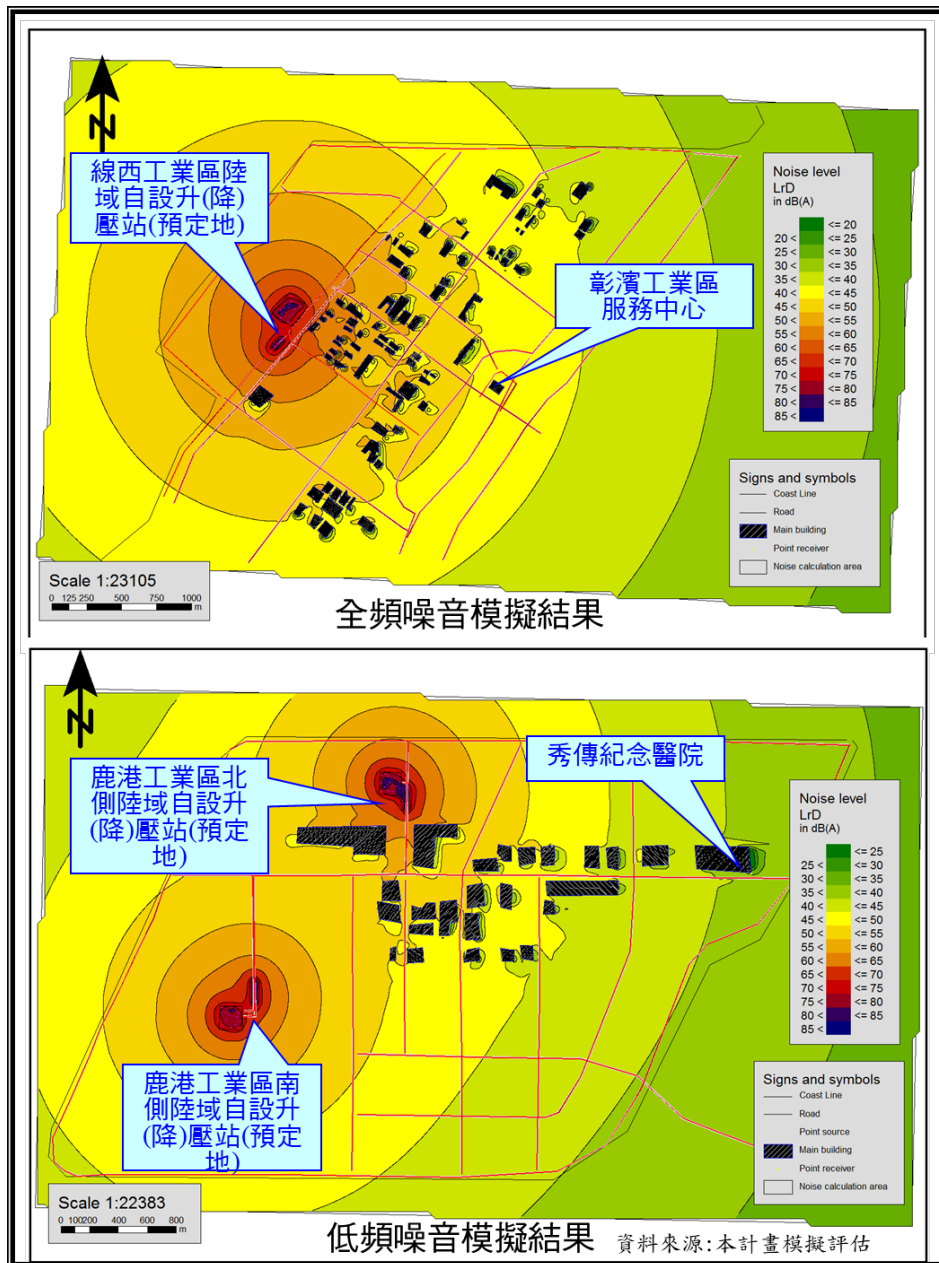 N
線西工業區陸
域自設升(降)
壓站(預定地)
彰濱工業區
服務中心
Noise level
LrD
in dB(A)
<= 20
20 < <= 25
25 < <= 30
30 < <= 35
35 < <= 40
40 < <= 45
45 < <= 50
50 < <= 55
55 < <= 60
60 < <= 65
65 < <= 70
70 < <= 75
75 < <= 80
80 < <= 85
85 <
Signs and symbols
Coast Line
Road
Main building
Point receiver
Noise calculation area
Scale 1:23105
0 125 250 500 750 1000
m
全頻噪音模擬結果
N
鹿港工業區北
側陸域自設升
(降)壓站(預定
地)
秀傳紀念醫院
Noise level
LrD
in dB(A)
<= 25
25 < <= 30
30 < <= 35
35 < <= 40
40 < <= 45
45 < <= 50
50 < <= 55
55 < <= 60
60 < <= 65
65 < <= 70
70 < <= 75
75 < <= 80
80 < <= 85
85 <
鹿港工業區南
側陸域自設升
(降)壓站(預定
地)
Signs and symbols
Coast Line
Road
Point source
Main building
Point receiver
Noise calculation area
Scale 1:22383
0 100200 400 600 800
m
低頻噪音模擬結果
資料來源:本計畫模擬評估